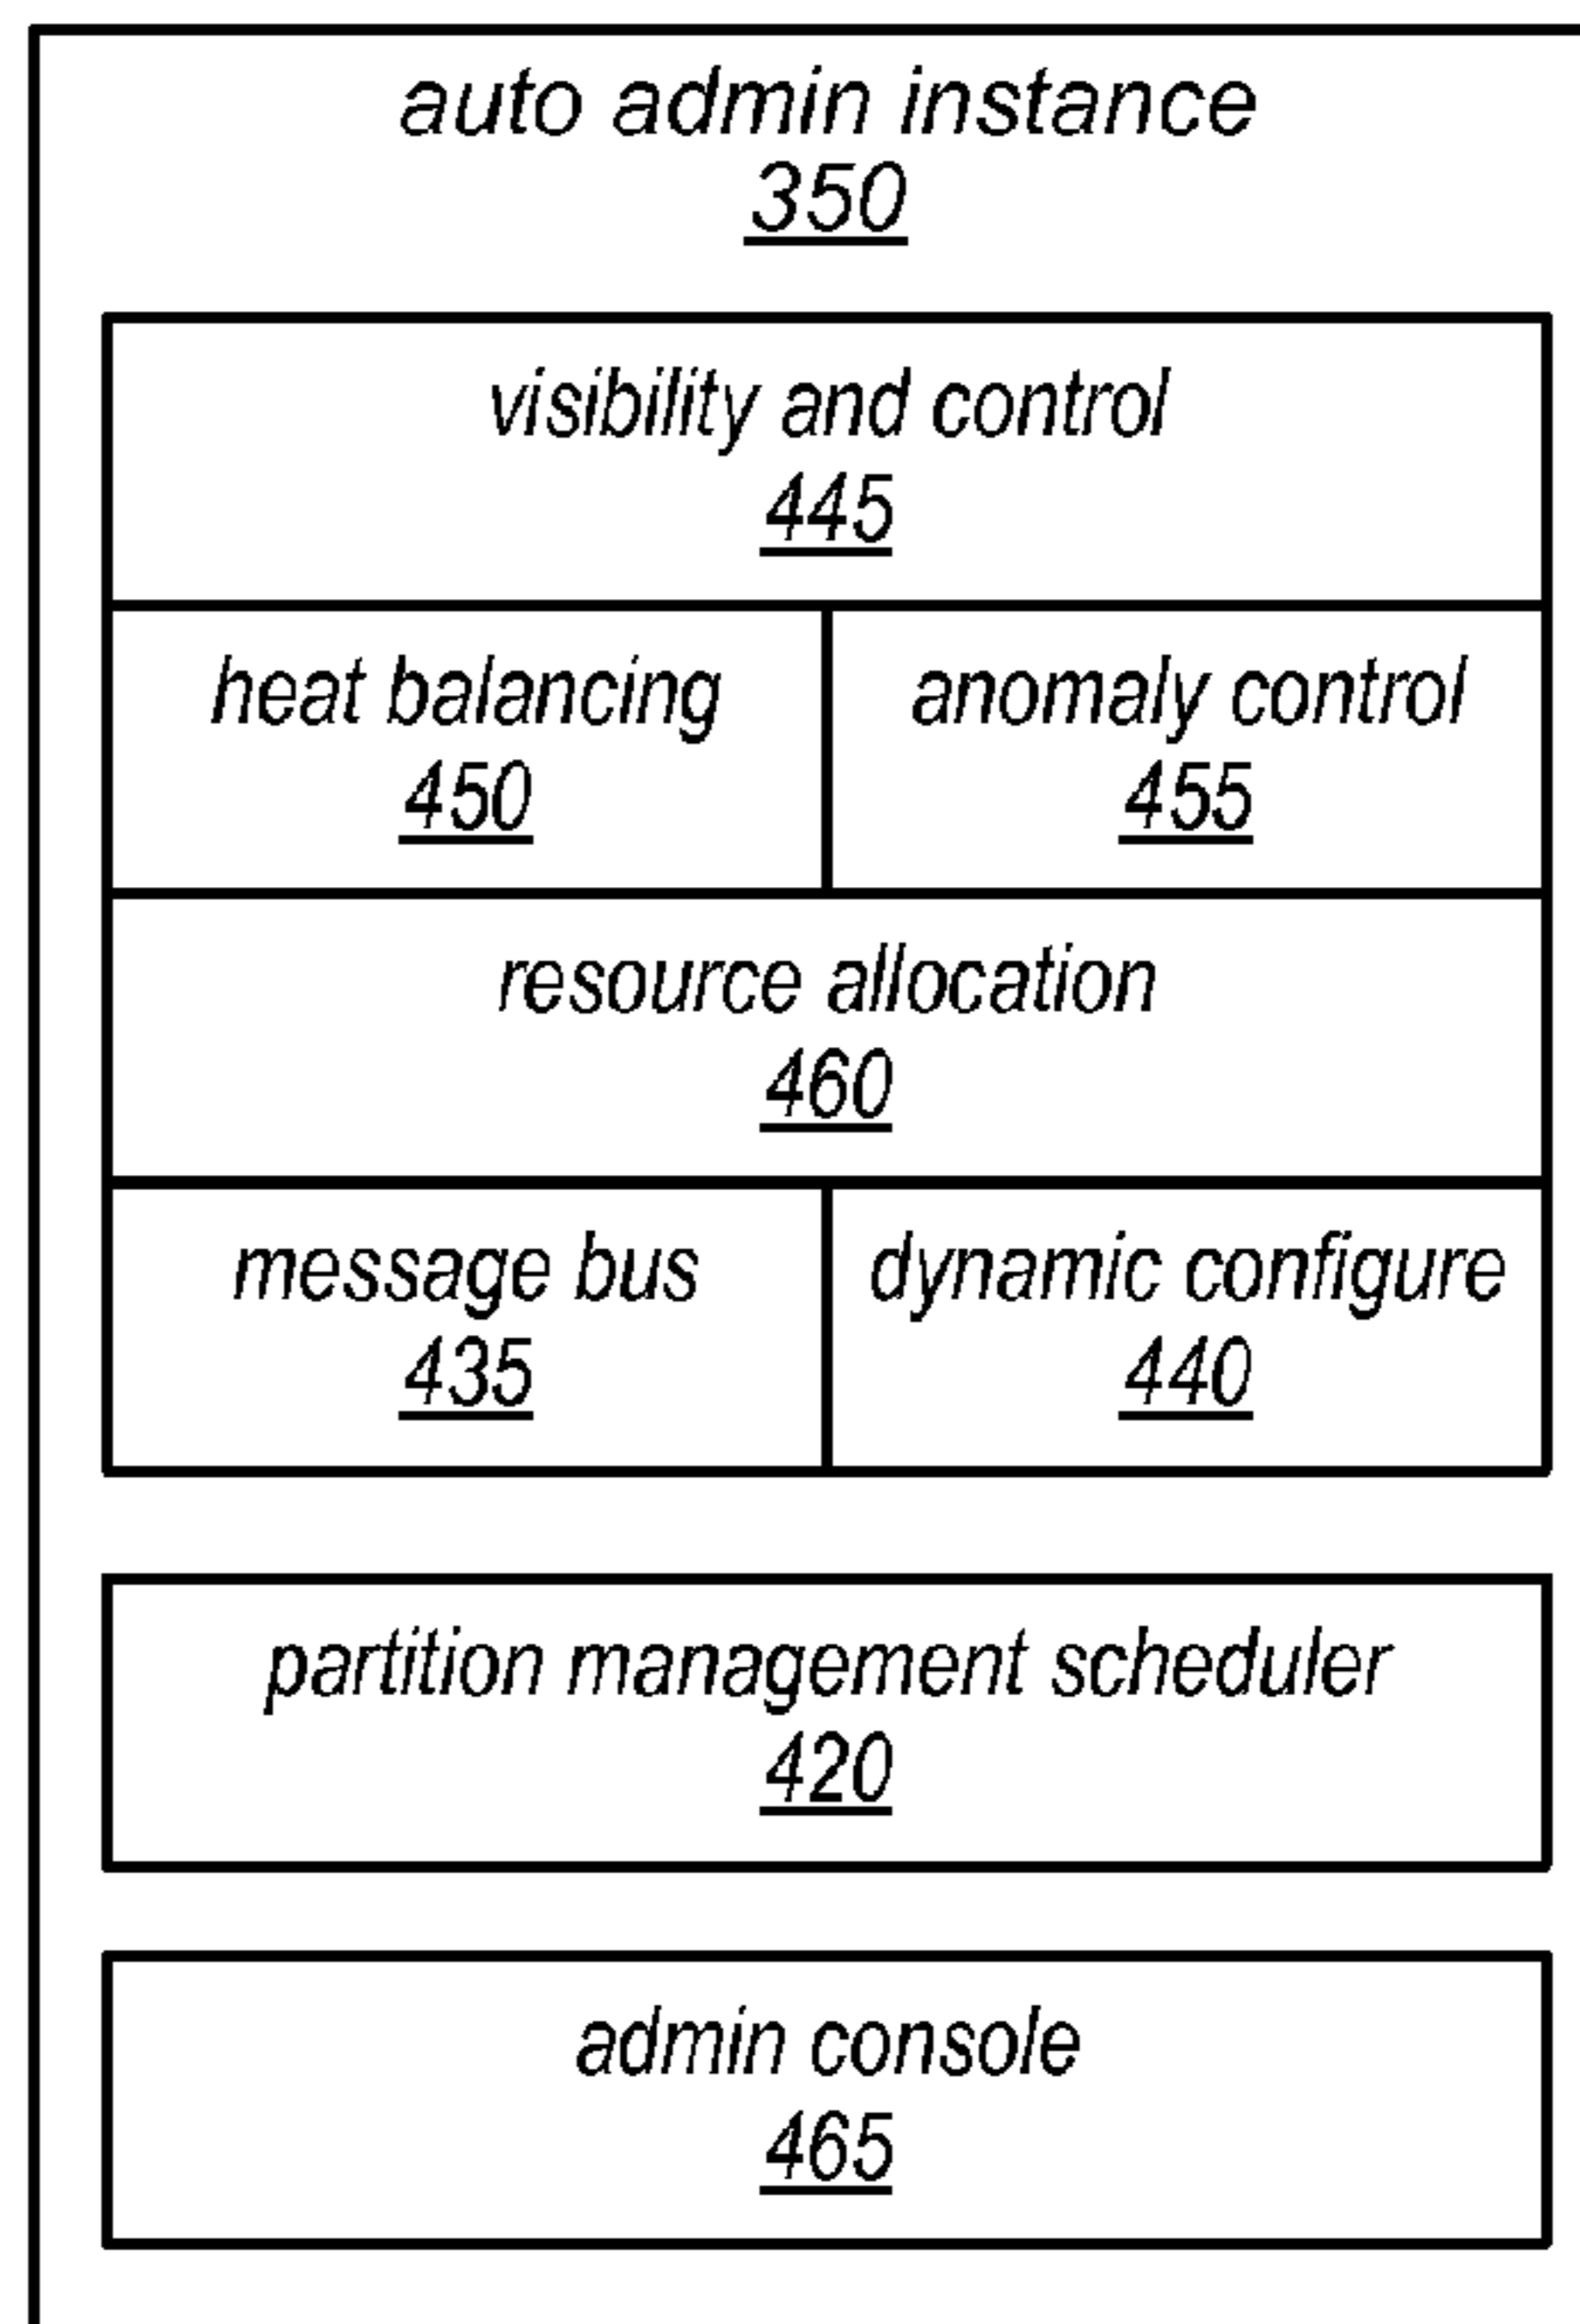 auto admin instance
350
visibility and control
445
heat balancing
450
anomaly control
455
resource allocation
460
message bus
435
dynamic configure
440
partition management scheduler
420
admin console
465